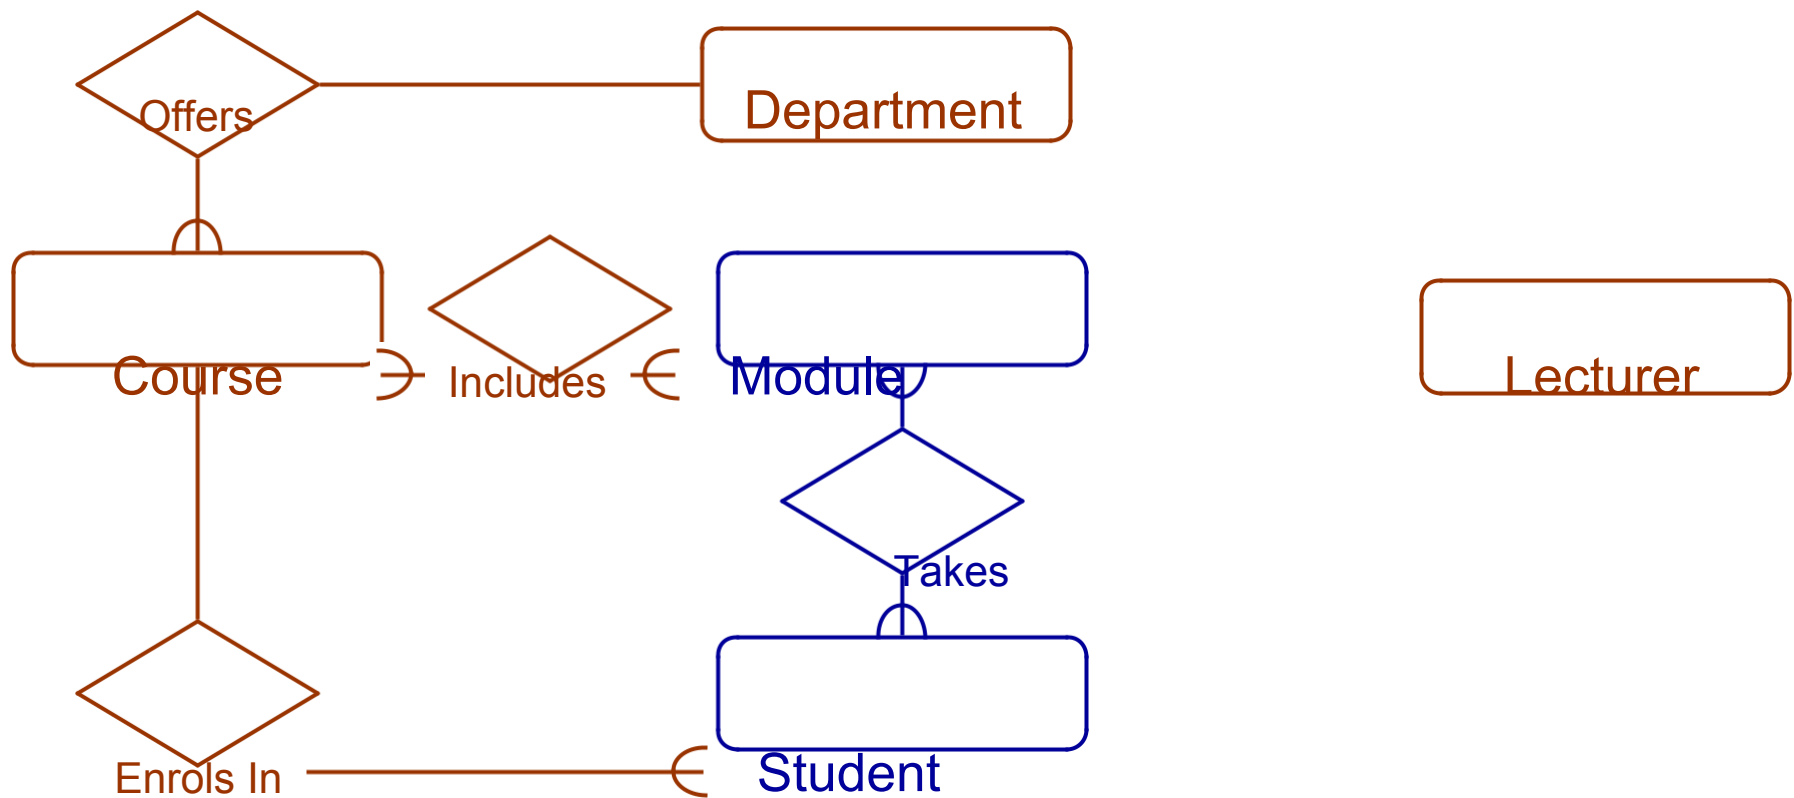 Offers
Department
Course
Includes
Module
Lecturer
Takes
Enrols In
Student